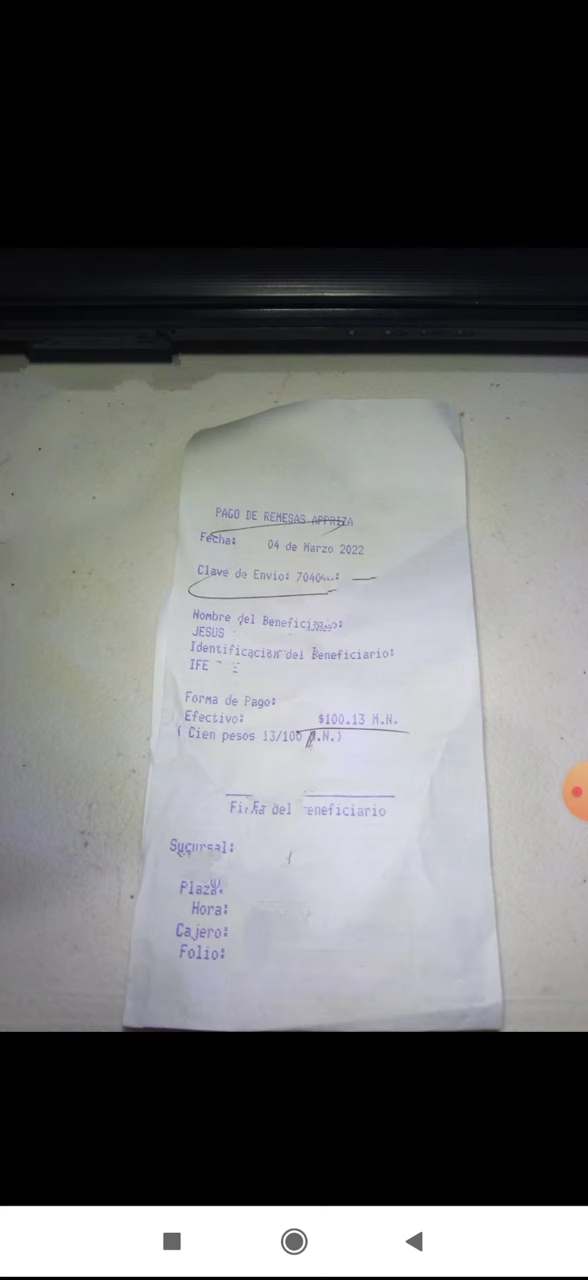 PAGO DE REMESAS APPRIZA
Fecha: 04 de Marzo 2022
Clave de Envio: 7040
Nombre del Beneficiario:
JESUS
Identificacion del Beneficiario:
IFE
Forma de Pago:
Efectivo: $100.13 M.N.
( Cien pesos 13/100 M.N.)
Firma del Beneficiario
Sucursal:
Plaza:
Hora:
Cajero:
Folio: